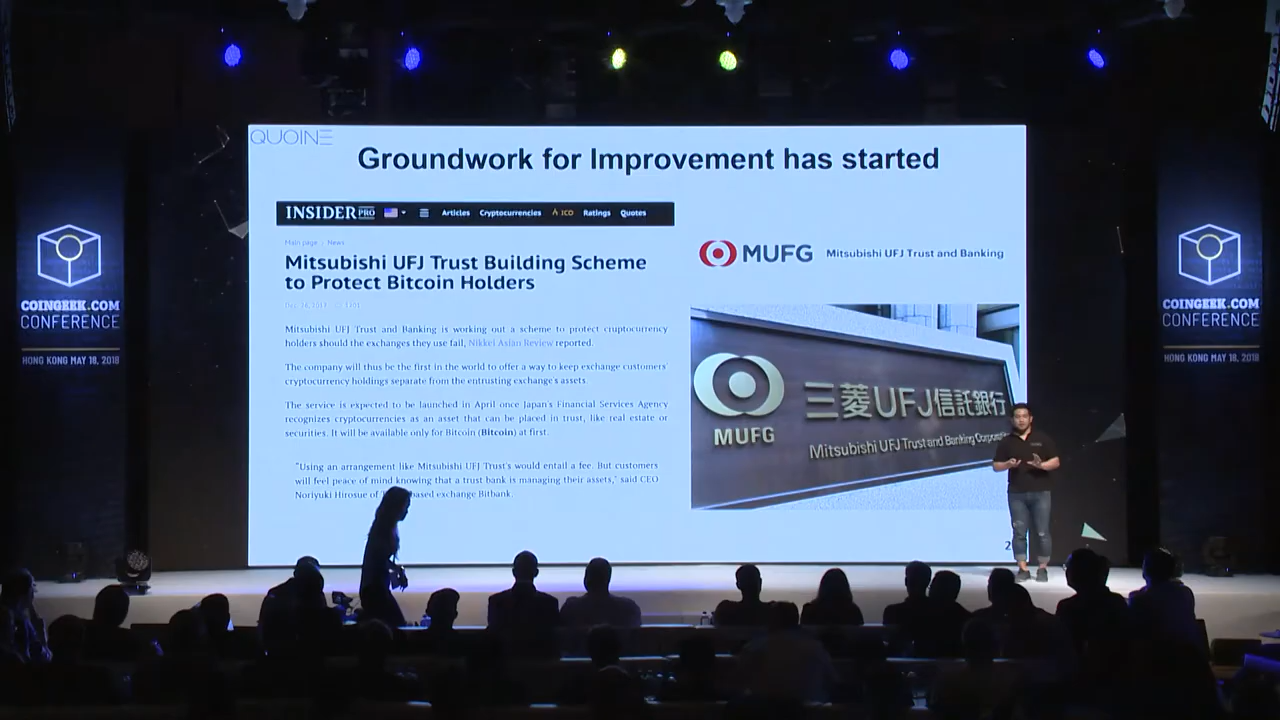 QUOINE
Groundwork for Improvement has started
INSIDER PRO Articles Cryptocurrencies ICO Ratings Quotes
Main page News
Mitsubishi UFJ Trust Building Scheme
to Protect Bitcoin Holders
Mitsubishi UFJ Trust and Banking is working out a scheme to protect cryptocurrency
holders should the exchanges they use fail, Nikkei Asian Review reported.
The company will thus be the first in the world to offer a way to keep exchange customers'
cryptocurrency holdings separate from the entrusting exchange's assets.
The service is expected to be launched in April once Japan's Financial Services Agency
recognizes cryptocurrencies as an asset that can be placed in trust, like real estate or
securities. It will be available only for Bitcoin (Bitcoin) at first.
"Using an arrangement like Mitsubishi UFJ Trust's would entail a fee. But customers
will feel peace of mind knowing that a trust bank is managing their assets," said CEO
Noriyuki Hirosue of based exchange Bitbank.
MUFG Mitsubishi UFJ Trust and Banking
三菱UFJ信託銀行
MUFG
Mitsubishi UFJ Trust and Banking
2
COINGEEK.COM
CONFERENCE
HONG KONG MAY 18, 2018
COINGEEK.COM
CONFERENCE
HONG KONG MAY 18, 2018